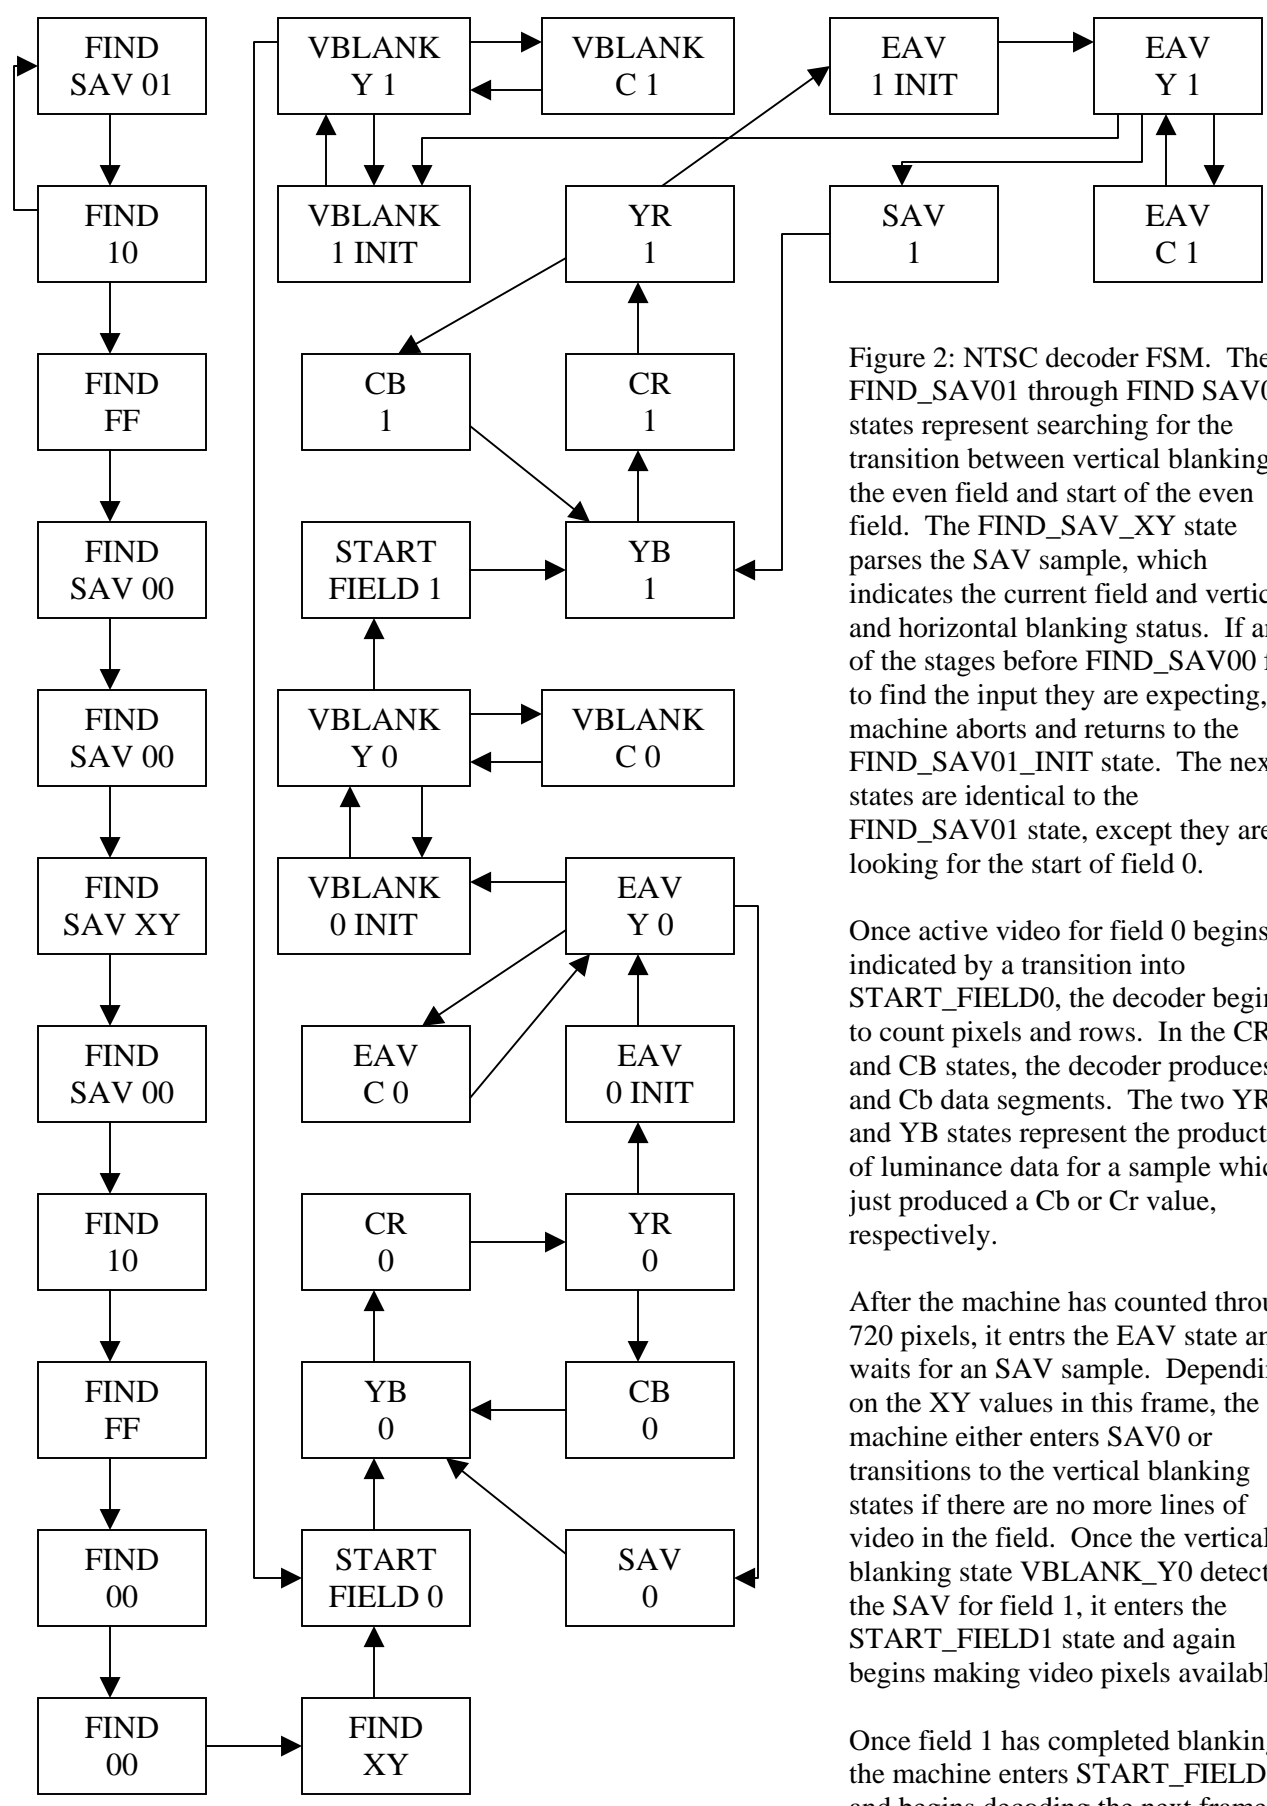 FIND
SAV 01
FIND
10
FIND
FF
FIND
SAV 00
FIND
SAV 00
FIND
SAV XY
FIND
SAV 00
FIND
10
FIND
FF
FIND
00
FIND
00
VBLANK
Y 1
VBLANK
C 1
VBLANK
1 INIT
YR
1
CB
1
CR
1
START
FIELD 1
YB
1
VBLANK
Y 0
VBLANK
C 0
VBLANK
0 INIT
EAV
Y 0
EAV
C 0
EAV
0 INIT
CR
0
YR
0
YB
0
CB
0
START
FIELD 0
SAV
0
FIND
XY
EAV
1 INIT
EAV
Y 1
SAV
1
EAV
C 1
Figure 2: NTSC decoder FSM. The
FIND_SAV01 through FIND SAV0
states represent searching for the
transition between vertical blanking
the even field and start of the even
field. The FIND_SAV_XY state
parses the SAV sample, which
indicates the current field and vertic
and horizontal blanking status. If a
of the stages before FIND_SAV00 f
to find the input they are expecting,
machine aborts and returns to the
FIND_SAV01_INIT state. The nex
states are identical to the
FIND_SAV01 state, except they are
looking for the start of field 0.
Once active video for field 0 begins
indicated by a transition into
START_FIELD0, the decoder begin
to count pixels and rows. In the CR
and CB states, the decoder produces
and Cb data segments. The two YR
and YB states represent the product
of luminance data for a sample whic
just produced a Cb or Cr value,
respectively.
After the machine has counted throu
720 pixels, it entrs the EAV state an
waits for an SAV sample. Dependi
on the XY values in this frame, the
machine either enters SAV0 or
transitions to the vertical blanking
states if there are no more lines of
video in the field. Once the vertical
blanking state VBLANK_Y0 detect
the SAV for field 1, it enters the
START_FIELD1 state and again
begins making video pixels availabl
Once field 1 has completed blanking
the machine enters START_FIELD
and begins decoding the next frame